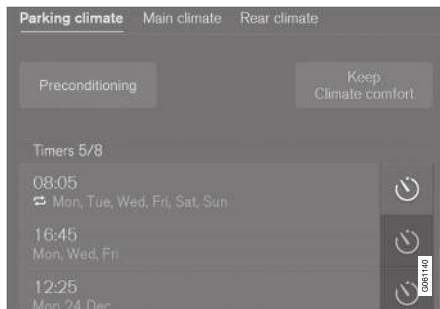 Parking climate Main climate Rear climate
Preconditioning
Keep
Climate comfort
Timers 5/8
08:05
Mon, Tue, Wed, Fri, Sat, Sun
16:45
Mon, Wed, Fri
12:25
Mon 24 Dec
G061140